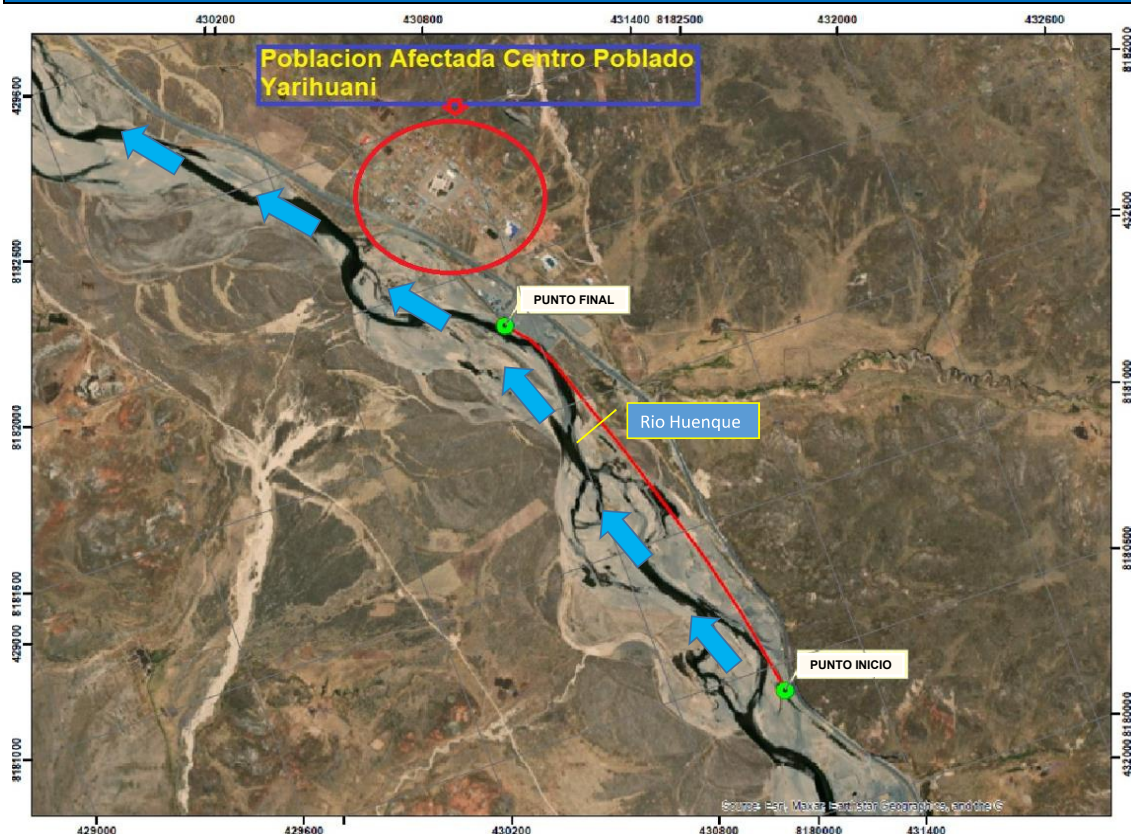 430200 430800 431400 8182500 432000 432600
Poblacion Afectada Centro Poblado
Yarihuani
8182000
429600
432600
8182500
PUNTO FINAL
8181000
Rio Huenque
8182000
8180500
8181500
429000
PUNTO INICIO
8180000
432000
8181000
Source: Esri, Maxar, Earthstar Geographics, and the G
429000 429600 430200 430800 8180000 431400